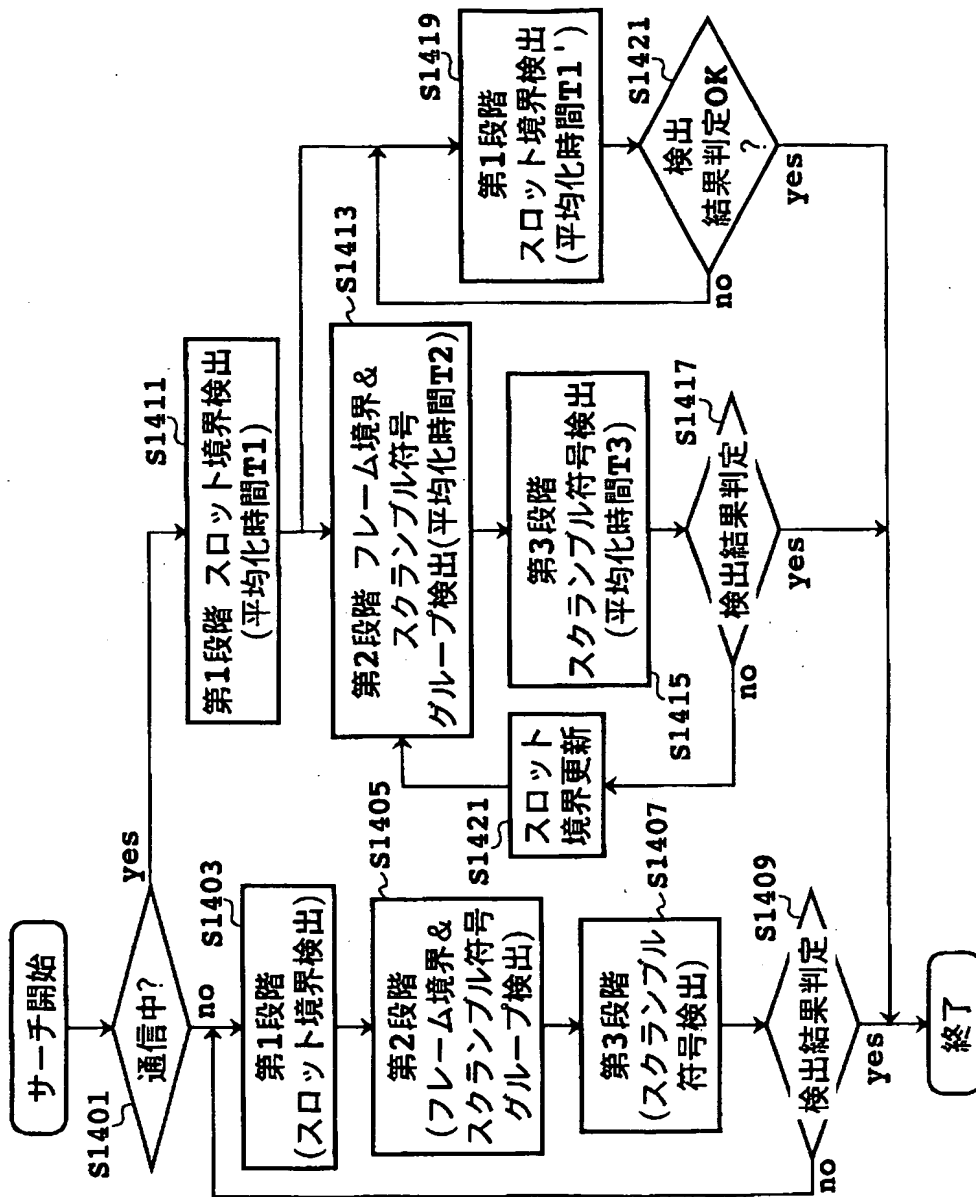 サーチ開始
S1401
通信中?
yes
no
S1403
第1段階
(スロット境界検出)
S1405
第2段階
(フレーム境界&
スクランブル符号
グループ検出)
S1407
第3段階
(スクランブル
符号検出)
S1409
検出結果判定
no
yes
終了
S1411
第1段階 スロット境界検出
(平均化時間T1)
S1413
第2段階 フレーム境界&
スクランブル符号
グループ検出(平均化時間T2)
S1415
第3段階
スクランブル符号検出
(平均化時間T3)
S1417
検出結果判定
no
yes
S1421
スロット
境界更新
S1419
第1段階
スロット境界検出
(平均化時間T1')
S1421
検出
結果判定OK
?
no
yes